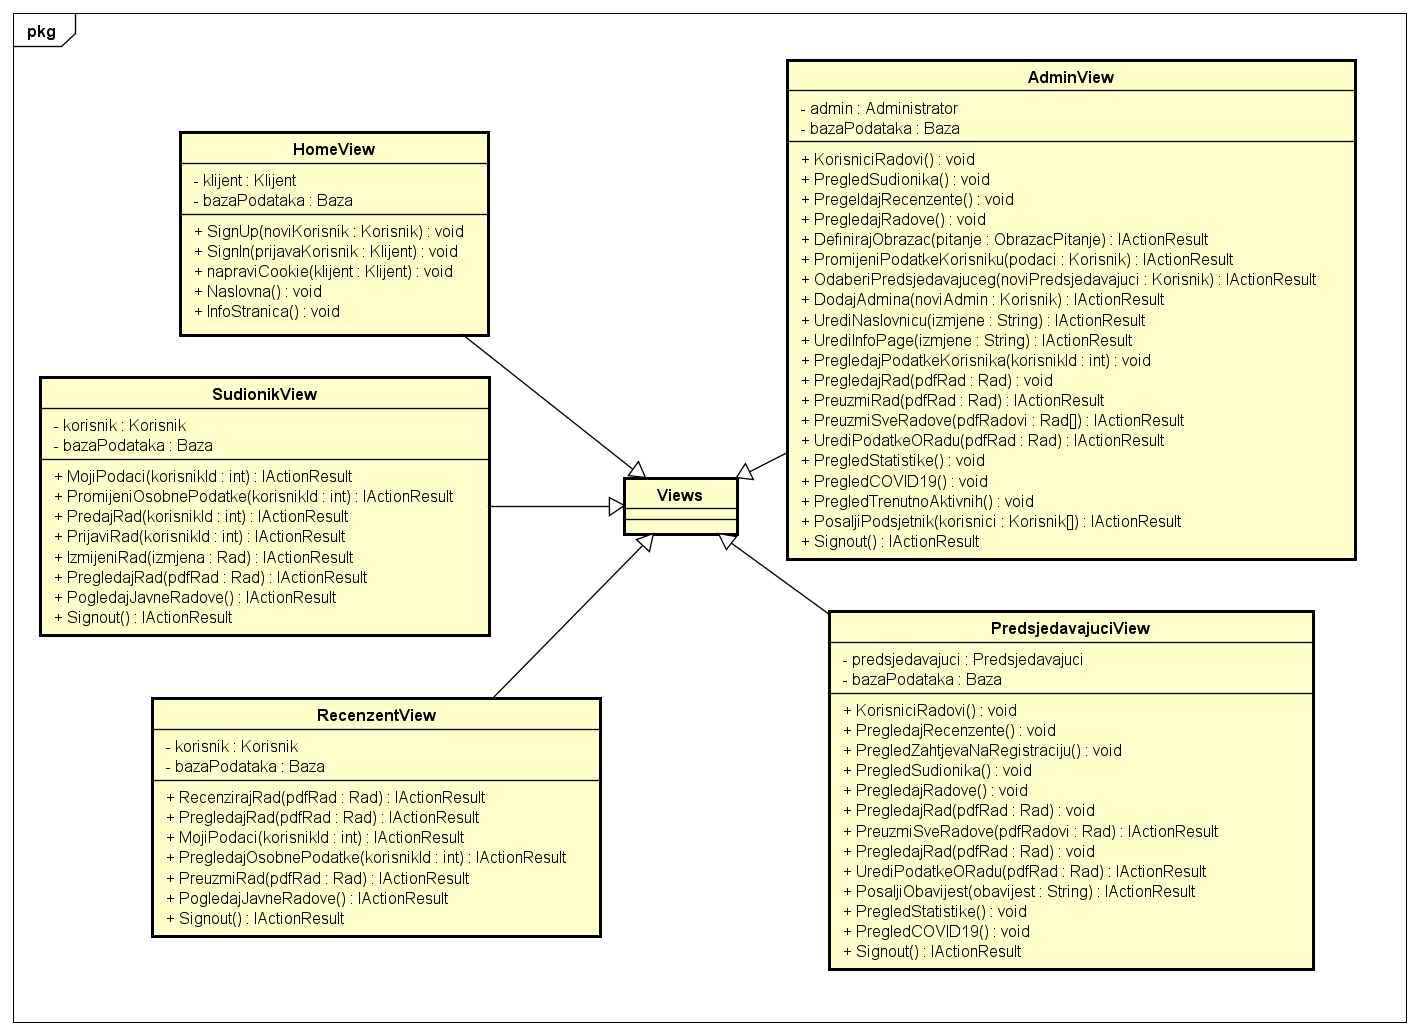 pkg
HomeView
- klijent : Klijent
- bazaPodataka : Baza
+ SignUp(noviKorisnik : Korisnik) : void
+ SignIn(prijavaKorisnik : Klijent) : void
+ napraviCookie(klijent : Klijent) : void
+ Naslovna() : void
+ InfoStranica() : void
SudionikView
- korisnik : Korisnik
- bazaPodataka : Baza
+ MojiPodaci(korisnikId : int) : IActionResult
+ PromijeniOsobnePodatke(korisnikId : int) : IActionResult
+ PredajRad(korisnikId : int) : IActionResult
+ PrijaviRad(korisnikId : int) : IActionResult
+ IzmijeniRad(izmjena : Rad) : IActionResult
+ PregledajRad(pdfRad : Rad) : IActionResult
+ PogledajJavneRadove() : IActionResult
+ Signout() : IActionResult
RecenzentView
- korisnik : Korisnik
- bazaPodataka : Baza
+ RecenzirajRad(pdfRad : Rad) : IActionResult
+ PregledajRad(pdfRad : Rad) : IActionResult
+ MojiPodaci(korisnikId : int) : IActionResult
+ PregledajOsobnePodatke(korisnikId : int) : IActionResult
+ PreuzmiRad(pdfRad : Rad) : IActionResult
+ PogledajJavneRadove() : IActionResult
+ Signout() : IActionResult
Views
AdminView
- admin : Administrator
- bazaPodataka : Baza
+ KorisniciRadovi() : void
+ PregledSudionika() : void
+ PregeldajRecenzente() : void
+ PregledajRadove() : void
+ DefinirajObrazac(pitanje : ObrazacPitanje) : IActionResult
+ PromijeniPodatkeKorisniku(podaci : Korisnik) : IActionResult
+ OdaberiPredsjedavajuceg(noviPredsjedavajuci : Korisnik) : IActionResult
+ DodajAdmina(noviAdmin : Korisnik) : IActionResult
+ UrediNaslovnicu(izmjene : String) : IActionResult
+ UrediInfoPage(izmjene : String) : IActionResult
+ PregledajPodatkeKorisnika(korisnikId : int) : void
+ PregledajRad(pdfRad : Rad) : void
+ PreuzmiRad(pdfRad : Rad) : IActionResult
+ PreuzmiSveRadove(pdfRadovi : Rad[]) : IActionResult
+ UrediPodatkeORadu(pdfRad : Rad) : IActionResult
+ PregledStatistike() : void
+ PregledCOVID19() : void
+ PregledTrenutnoAktivnih() : void
+ PosaljiPodsjetnik(korisnici : Korisnik[]) : IActionResult
+ Signout() : IActionResult
PredsjedavajuciView
- predsjedavajuci : Predsjedavajuci
- bazaPodataka : Baza
+ KorisniciRadovi() : void
+ PregledajRecenzente() : void
+ PregledZahtjevaNaRegistraciju() : void
+ PregledSudionika() : void
+ PregledajRadove() : void
+ PregledajRad(pdfRad : Rad) : void
+ PreuzmiSveRadove(pdfRadovi : Rad) : IActionResult
+ PregledajRad(pdfRad : Rad) : void
+ UrediPodatkeORadu(pdfRad : Rad) : IActionResult
+ PosaljiObavijest(obavijest : String) : IActionResult
+ PregledStatistike() : void
+ PregledCOVID19() : void
+ Signout() : IActionResult